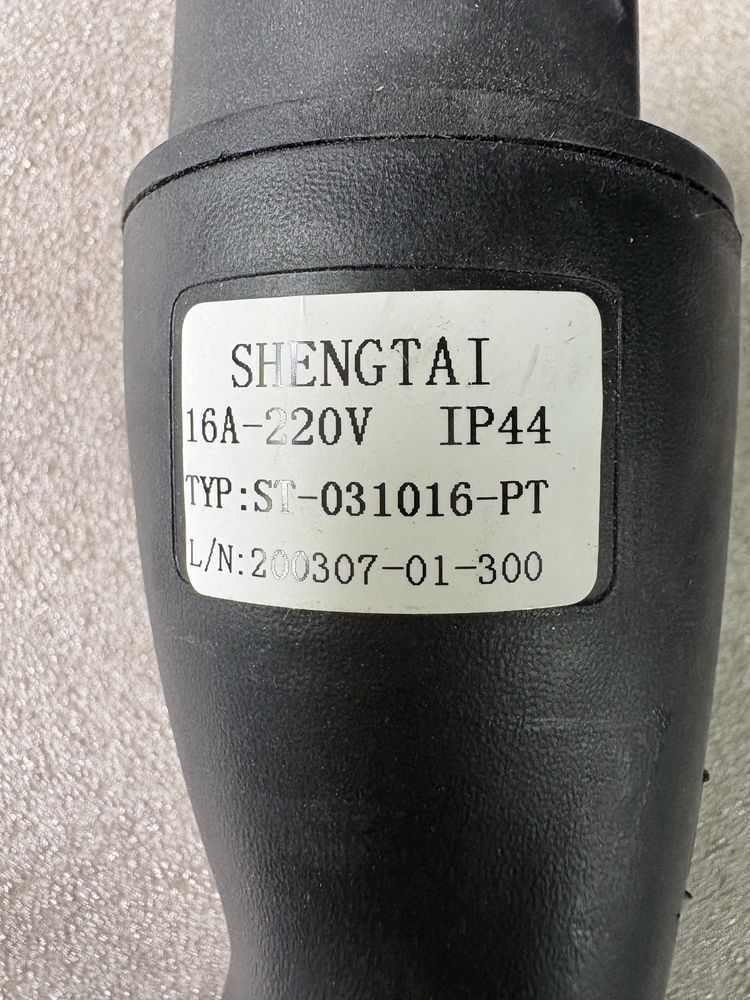 SHENGTAI
16A-220V IP44
TYP:ST-031016-PT
L/N:200307-01-300